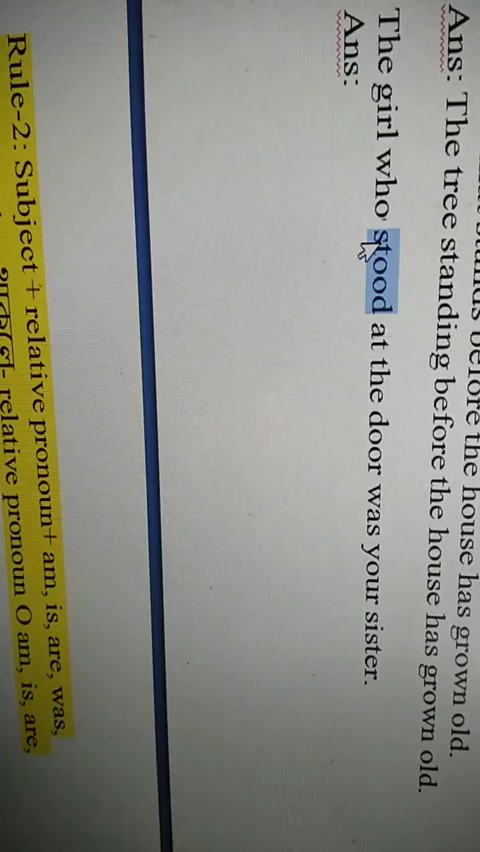 stands before the house has grown old.
Ans: The tree standing before the house has grown old.
The girl who stood at the door was your sister.
Ans:
Rule-2: Subject + relative pronoun+ am, is, are, was,
থাকলে- relative pronoun ও am, is, are,